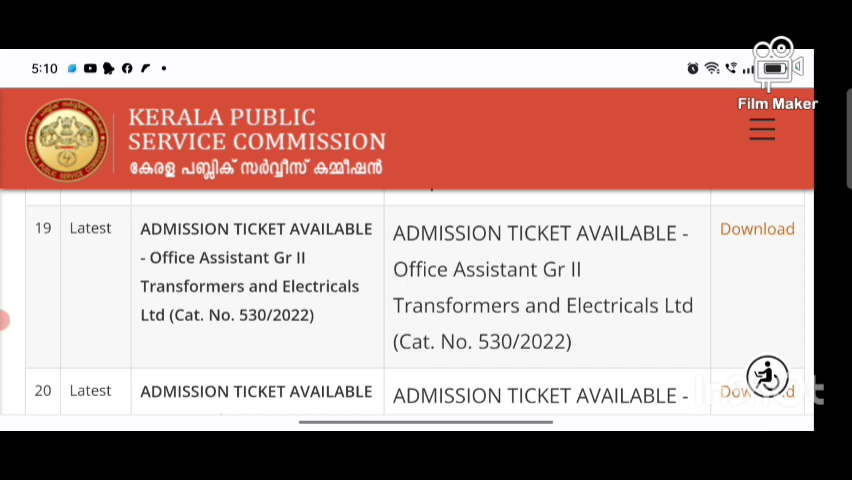 5:10
Film Maker
KERALA PUBLIC
SERVICE COMMISSION
കേരള പബ്ലിക് സർവ്വീസ് കമ്മീഷൻ
19
Latest
ADMISSION TICKET AVAILABLE
- Office Assistant Gr II
Transformers and Electricals
Ltd (Cat. No. 530/2022)
ADMISSION TICKET AVAILABLE -
Office Assistant Gr II
Transformers and Electricals Ltd
(Cat. No. 530/2022)
Download
20
Latest
ADMISSION TICKET AVAILABLE
ADMISSION TICKET AVAILABLE -